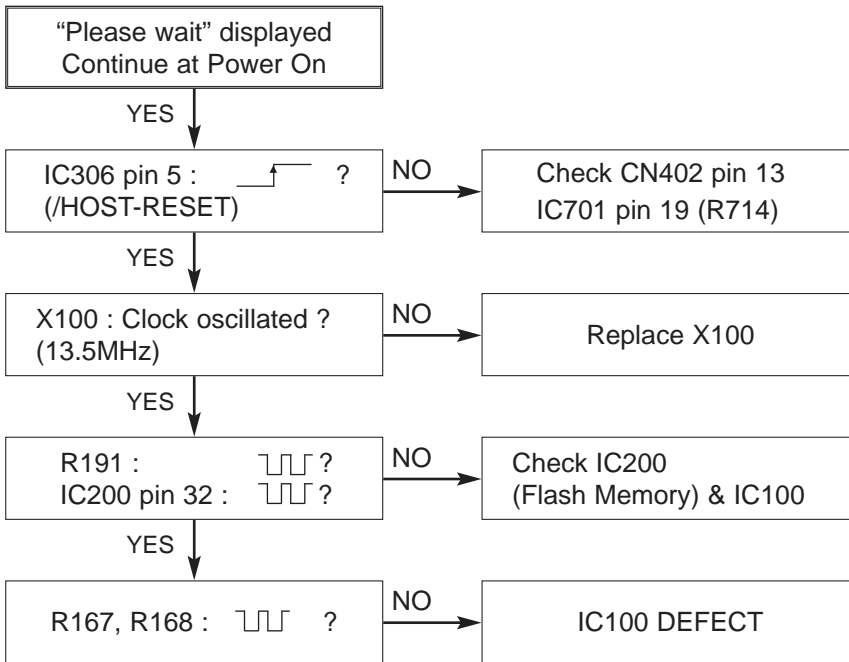 “Please wait” displayed
Continue at Power On
YES
IC306 pin 5 : ?
(/HOST-RESET)
NO
Check CN402 pin 13
IC701 pin 19 (R714)
YES
X100 : Clock oscillated ?
(13.5MHz)
NO
Replace X100
YES
R191 : ?
IC200 pin 32 : ?
NO
Check IC200
(Flash Memory) & IC100
YES
R167, R168 : ?
NO
IC100 DEFECT